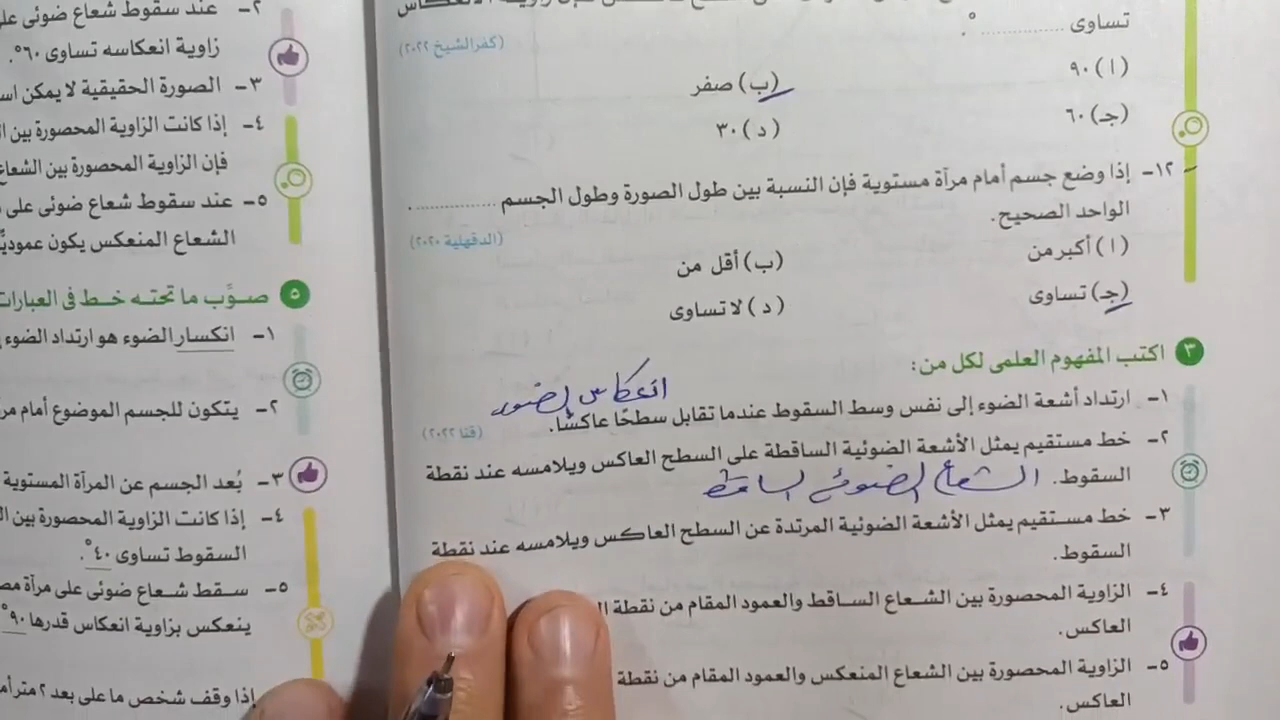 تساوى ............... °.
(كفر الشيخ ٢٠٢٢)
( ا ) ٩٠
(ب) صفر
(جـ) ٦٠
( د ) ٣٠
١٢- إذا وضع جسم أمام مرآة مستوية فإن النسبة بين طول الصورة وطول الجسم ................
الواحد الصحيح.
(الدقهلية ٢٠٢٠)
( ا ) أكبر من
(ب) أقل من
(جـ) تساوى
( د ) لا تساوى
٣ اكتب المفهوم العلمى لكل من:
انعكاس الضوء
١- ارتداد أشعة الضوء إلى نفس وسط السقوط عندما تقابل سطحًا عاكسًا.
(قنا ٢٠٢٢)
٢- خط مستقيم يمثل الأشعة الضوئية الساقطة على السطح العاكس ويلامسه عند نقطة
السقوط. الشعاع الضوئى الساقط
٣- خط مستقيم يمثل الأشعة الضوئية المرتدة عن السطح العاكس ويلامسه عند نقطة
السقوط.
٤- الزاوية المحصورة بين الشعاع الساقط والعمود المقام من نقطة
العاكس.
٥- الزاوية المحصورة بين الشعاع المنعكس والعمود المقام من نقطة
العاكس.
٢- عند سقوط شعاع ضوئى
زاوية انعكاسه تساوى ٦٠°.
٣- الصورة الحقيقية لا يمكن
٤- إذا كانت الزاوية المحصورة بين
فإن الزاوية المحصورة بين
٥- عند سقوط شعاع ضوئى على
الشعاع المنعكس يكون
٥ صوِّب ما تحته خط فى العبارات
١- انكسار الضوء هو ارتداد الضوء
٢- يتكون للجسم الموضوع أمام
٣- بُعد الجسم عن المرآة المستوية
٤- إذا كانت الزاوية المحصورة بين
السقوط تساوى ٤٠°.
٥- سقط شعاع ضوئى على مرآة
ينعكس بزاوية انعكاس قدرها ٩٠°
إذا وقف شخص ما على بعد ٢ متر